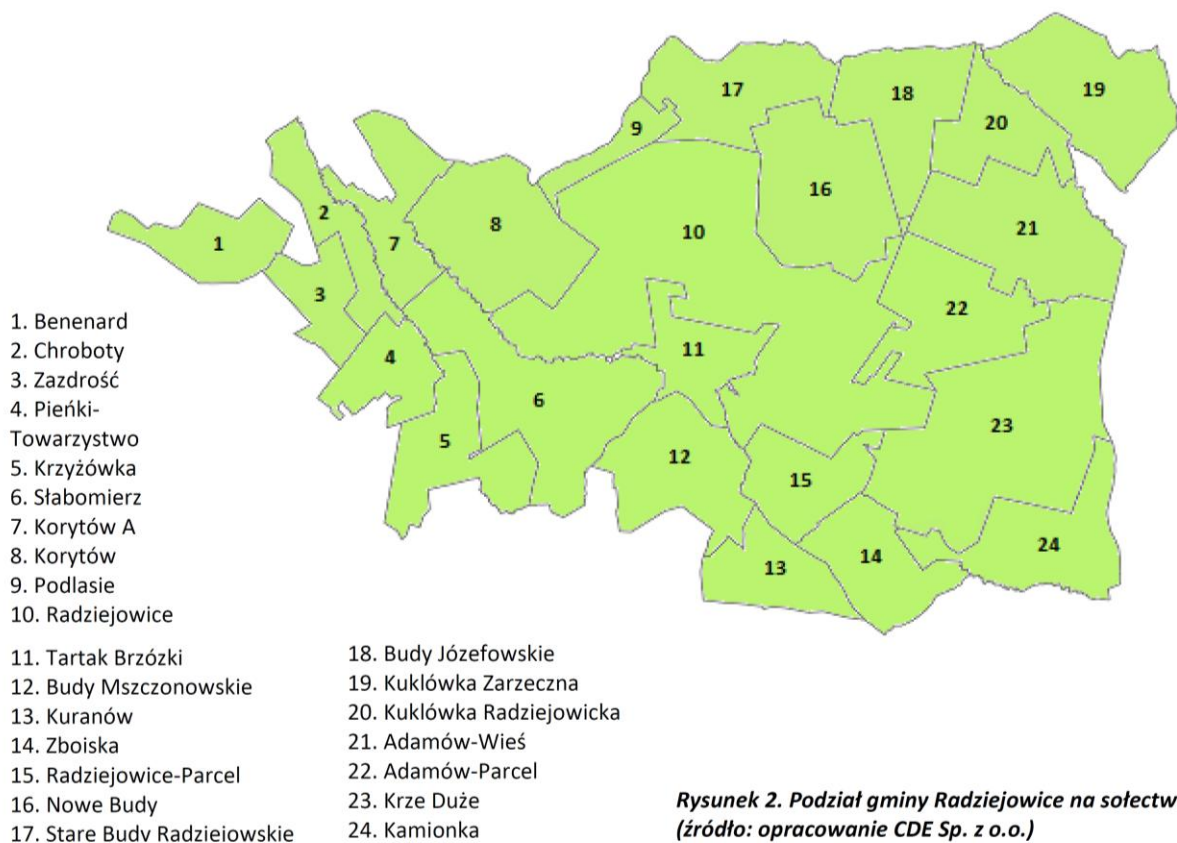 17
18
19
9
20
16
2
8
7
10
21
1
3
22
11
4
6
23
5
12
15
24
14
13
1. Benenard
2. Chroboty
3. Zazdrość
4. Pieńki-
Towarzystwo
5. Krzyżówka
6. Słabomierz
7. Korytów A
8. Korytów
9. Podlasie
10. Radziejowice
11. Tartak Brzózki
12. Budy Mszczonowskie
13. Kuranów
14. Zboiska
15. Radziejowice-Parcel
16. Nowe Budy
17. Stare Budy Radziejowskie
18. Budy Józefowskie
19. Kuklówka Zarzeczna
20. Kuklówka Radziejowicka
21. Adamów-Wieś
22. Adamów-Parcel
23. Krze Duże
24. Kamionka
Rysunek 2. Podział gminy Radziejowice na sołectw
(źródło: opracowanie CDE Sp. z o.o.)